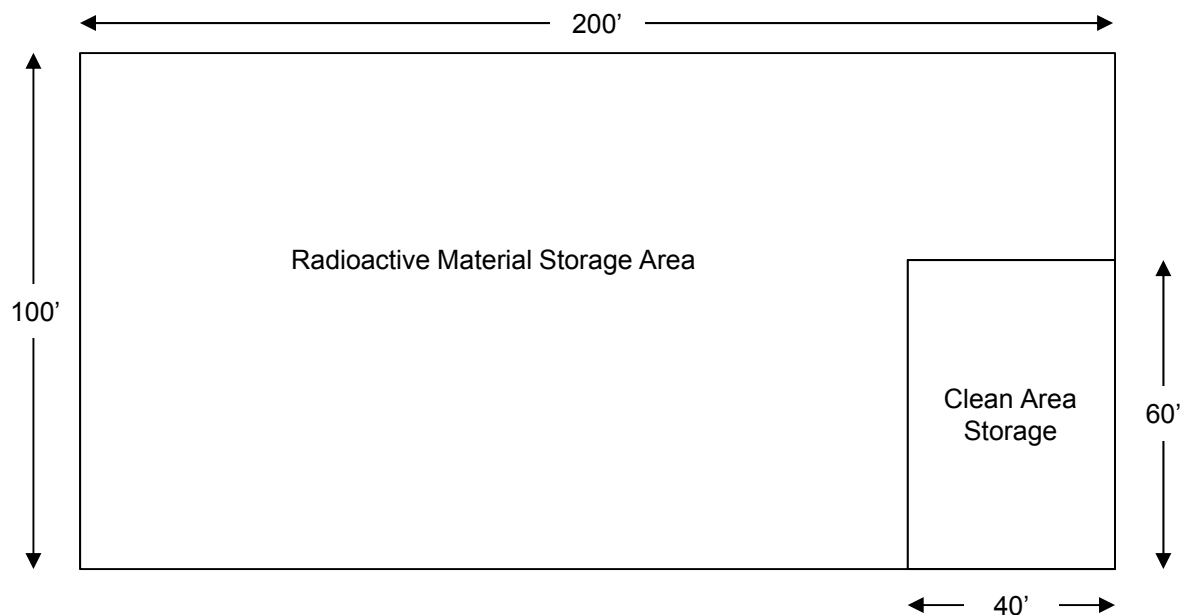 200’
Radioactive Material Storage Area
100’
Clean Area
Storage
60’
40’